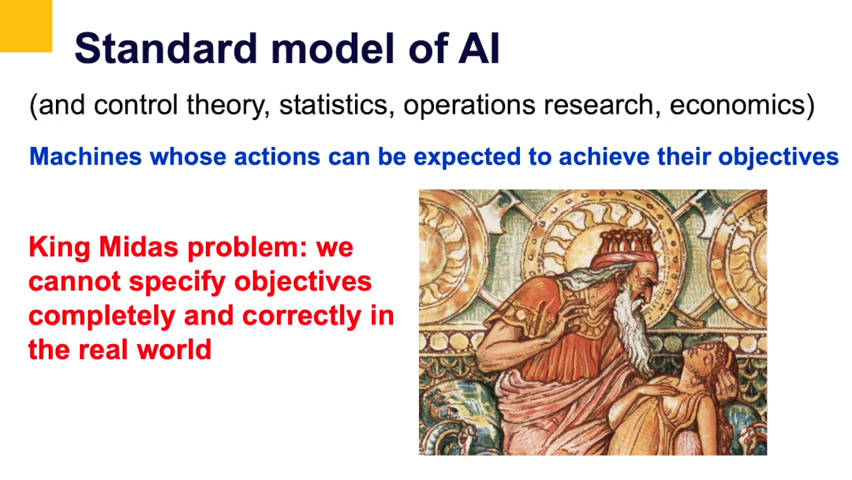 Standard model of AI
(and control theory, statistics, operations research, economics)
Machines whose actions can be expected to achieve their objectives
King Midas problem: we
cannot specify objectives
completely and correctly in
the real world